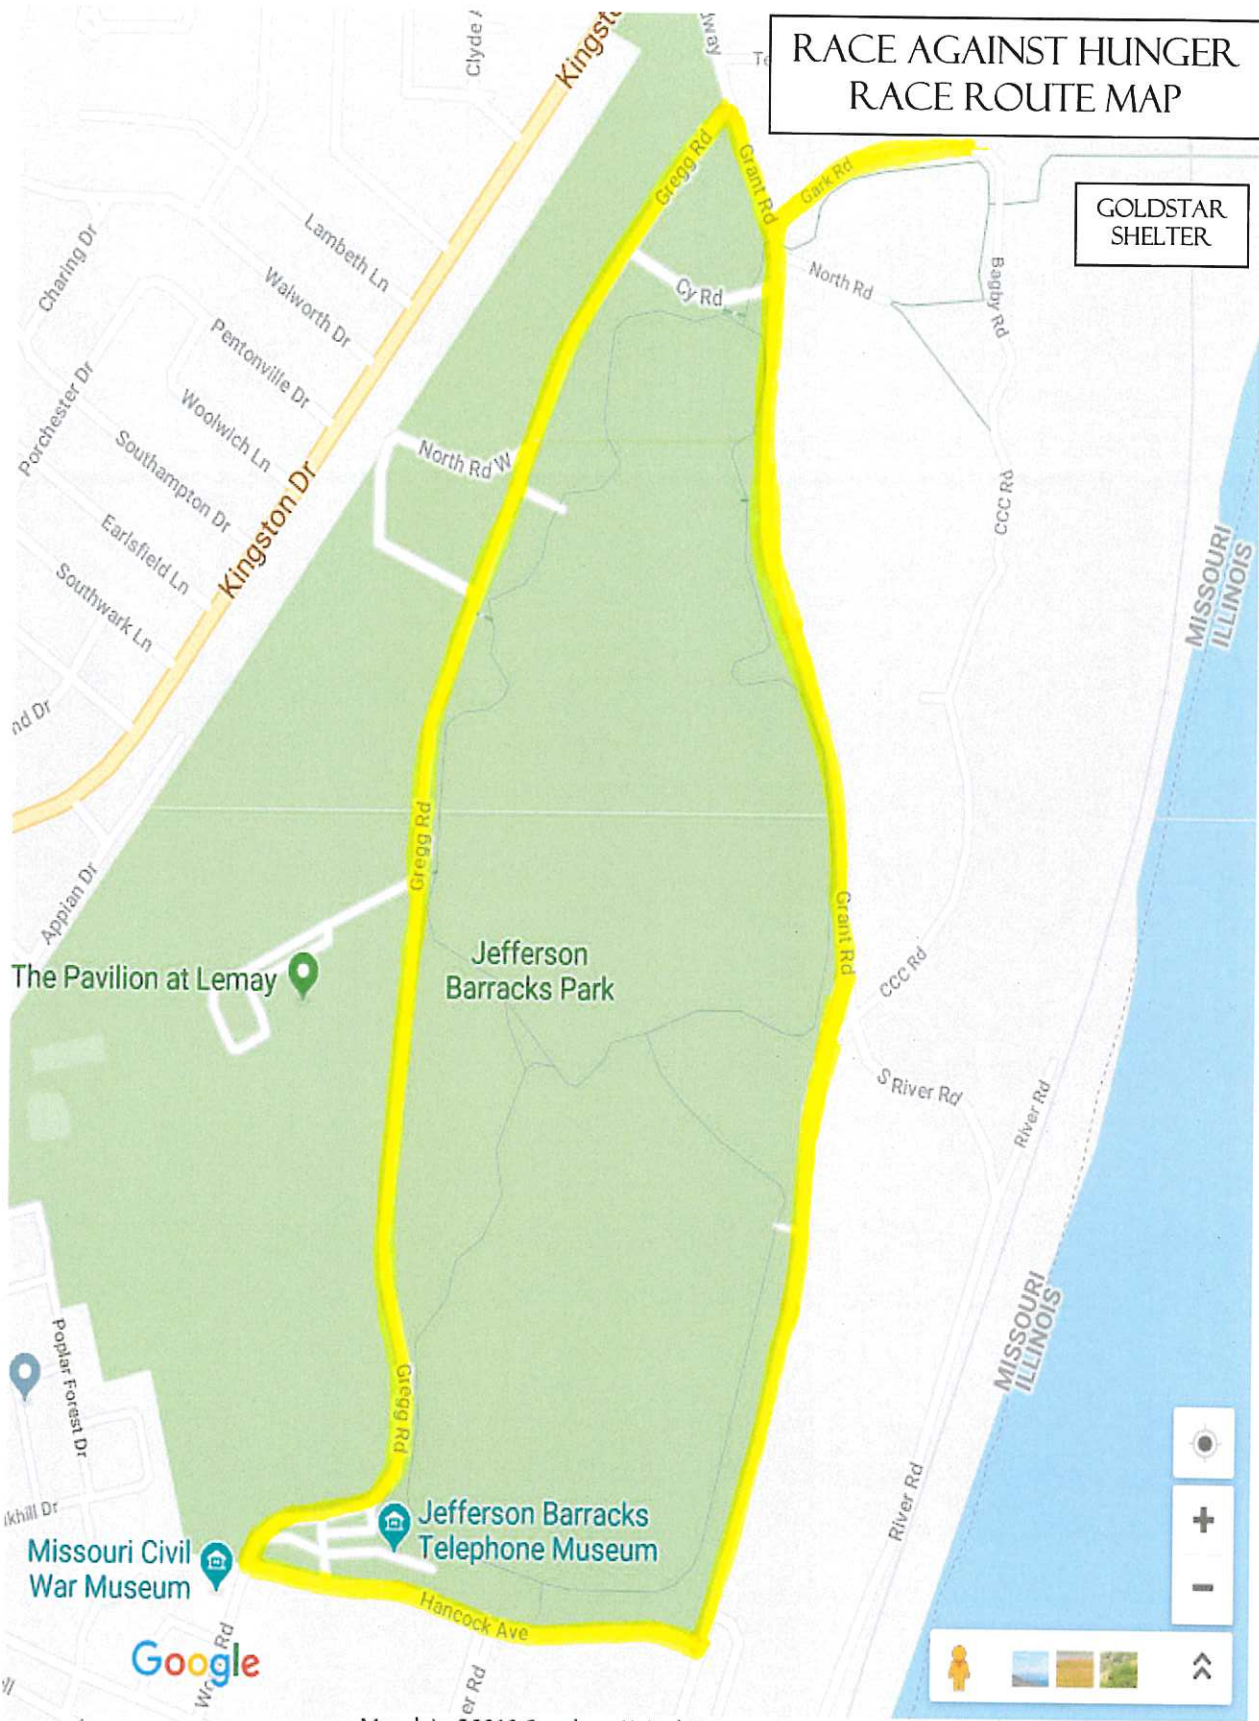 RACE AGAINST HUNGER
RACE ROUTE MAP
GOLDSTAR
SHELTER
Kingston Dr
Gregg Rd
Grant Rd
Gark Rd
Lambeth Ln
Charing Dr
Walworth Dr
Cy Rd
North Rd
Bagby Rd
Pentonville Dr
Porchester Dr
Woolwich Ln
Southampton Dr
North Rd W
CCC Rd
Earlsfield Ln
Southwark Ln
MISSOURI
ILLINOIS
Gregg Rd
Appian Dr
Grant Rd
Jefferson
Barracks Park
The Pavilion at Lemay
CCC Rd
S River Rd
River Rd
MISSOURI
ILLINOIS
Poplar Forest Dr
Gregg Rd
River Rd
Jefferson Barracks
Telephone Museum
Missouri Civil
War Museum
Hancock Ave
Google